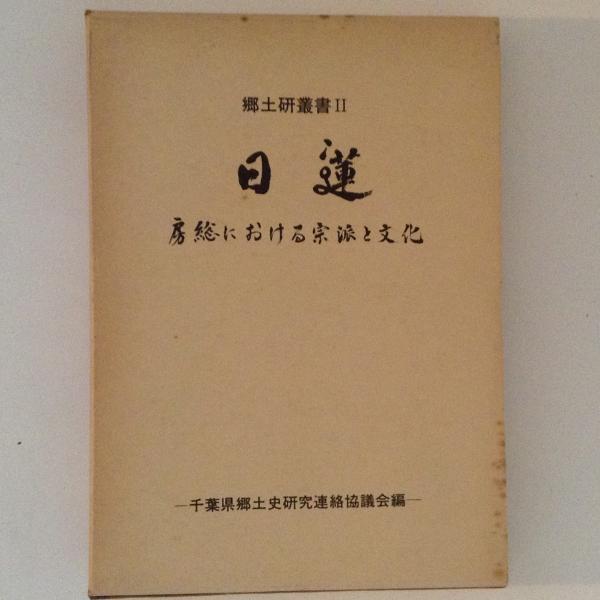 郷土研叢書II
日蓮
房総における宗派と文化
―千葉県郷土史研究連絡協議会編―